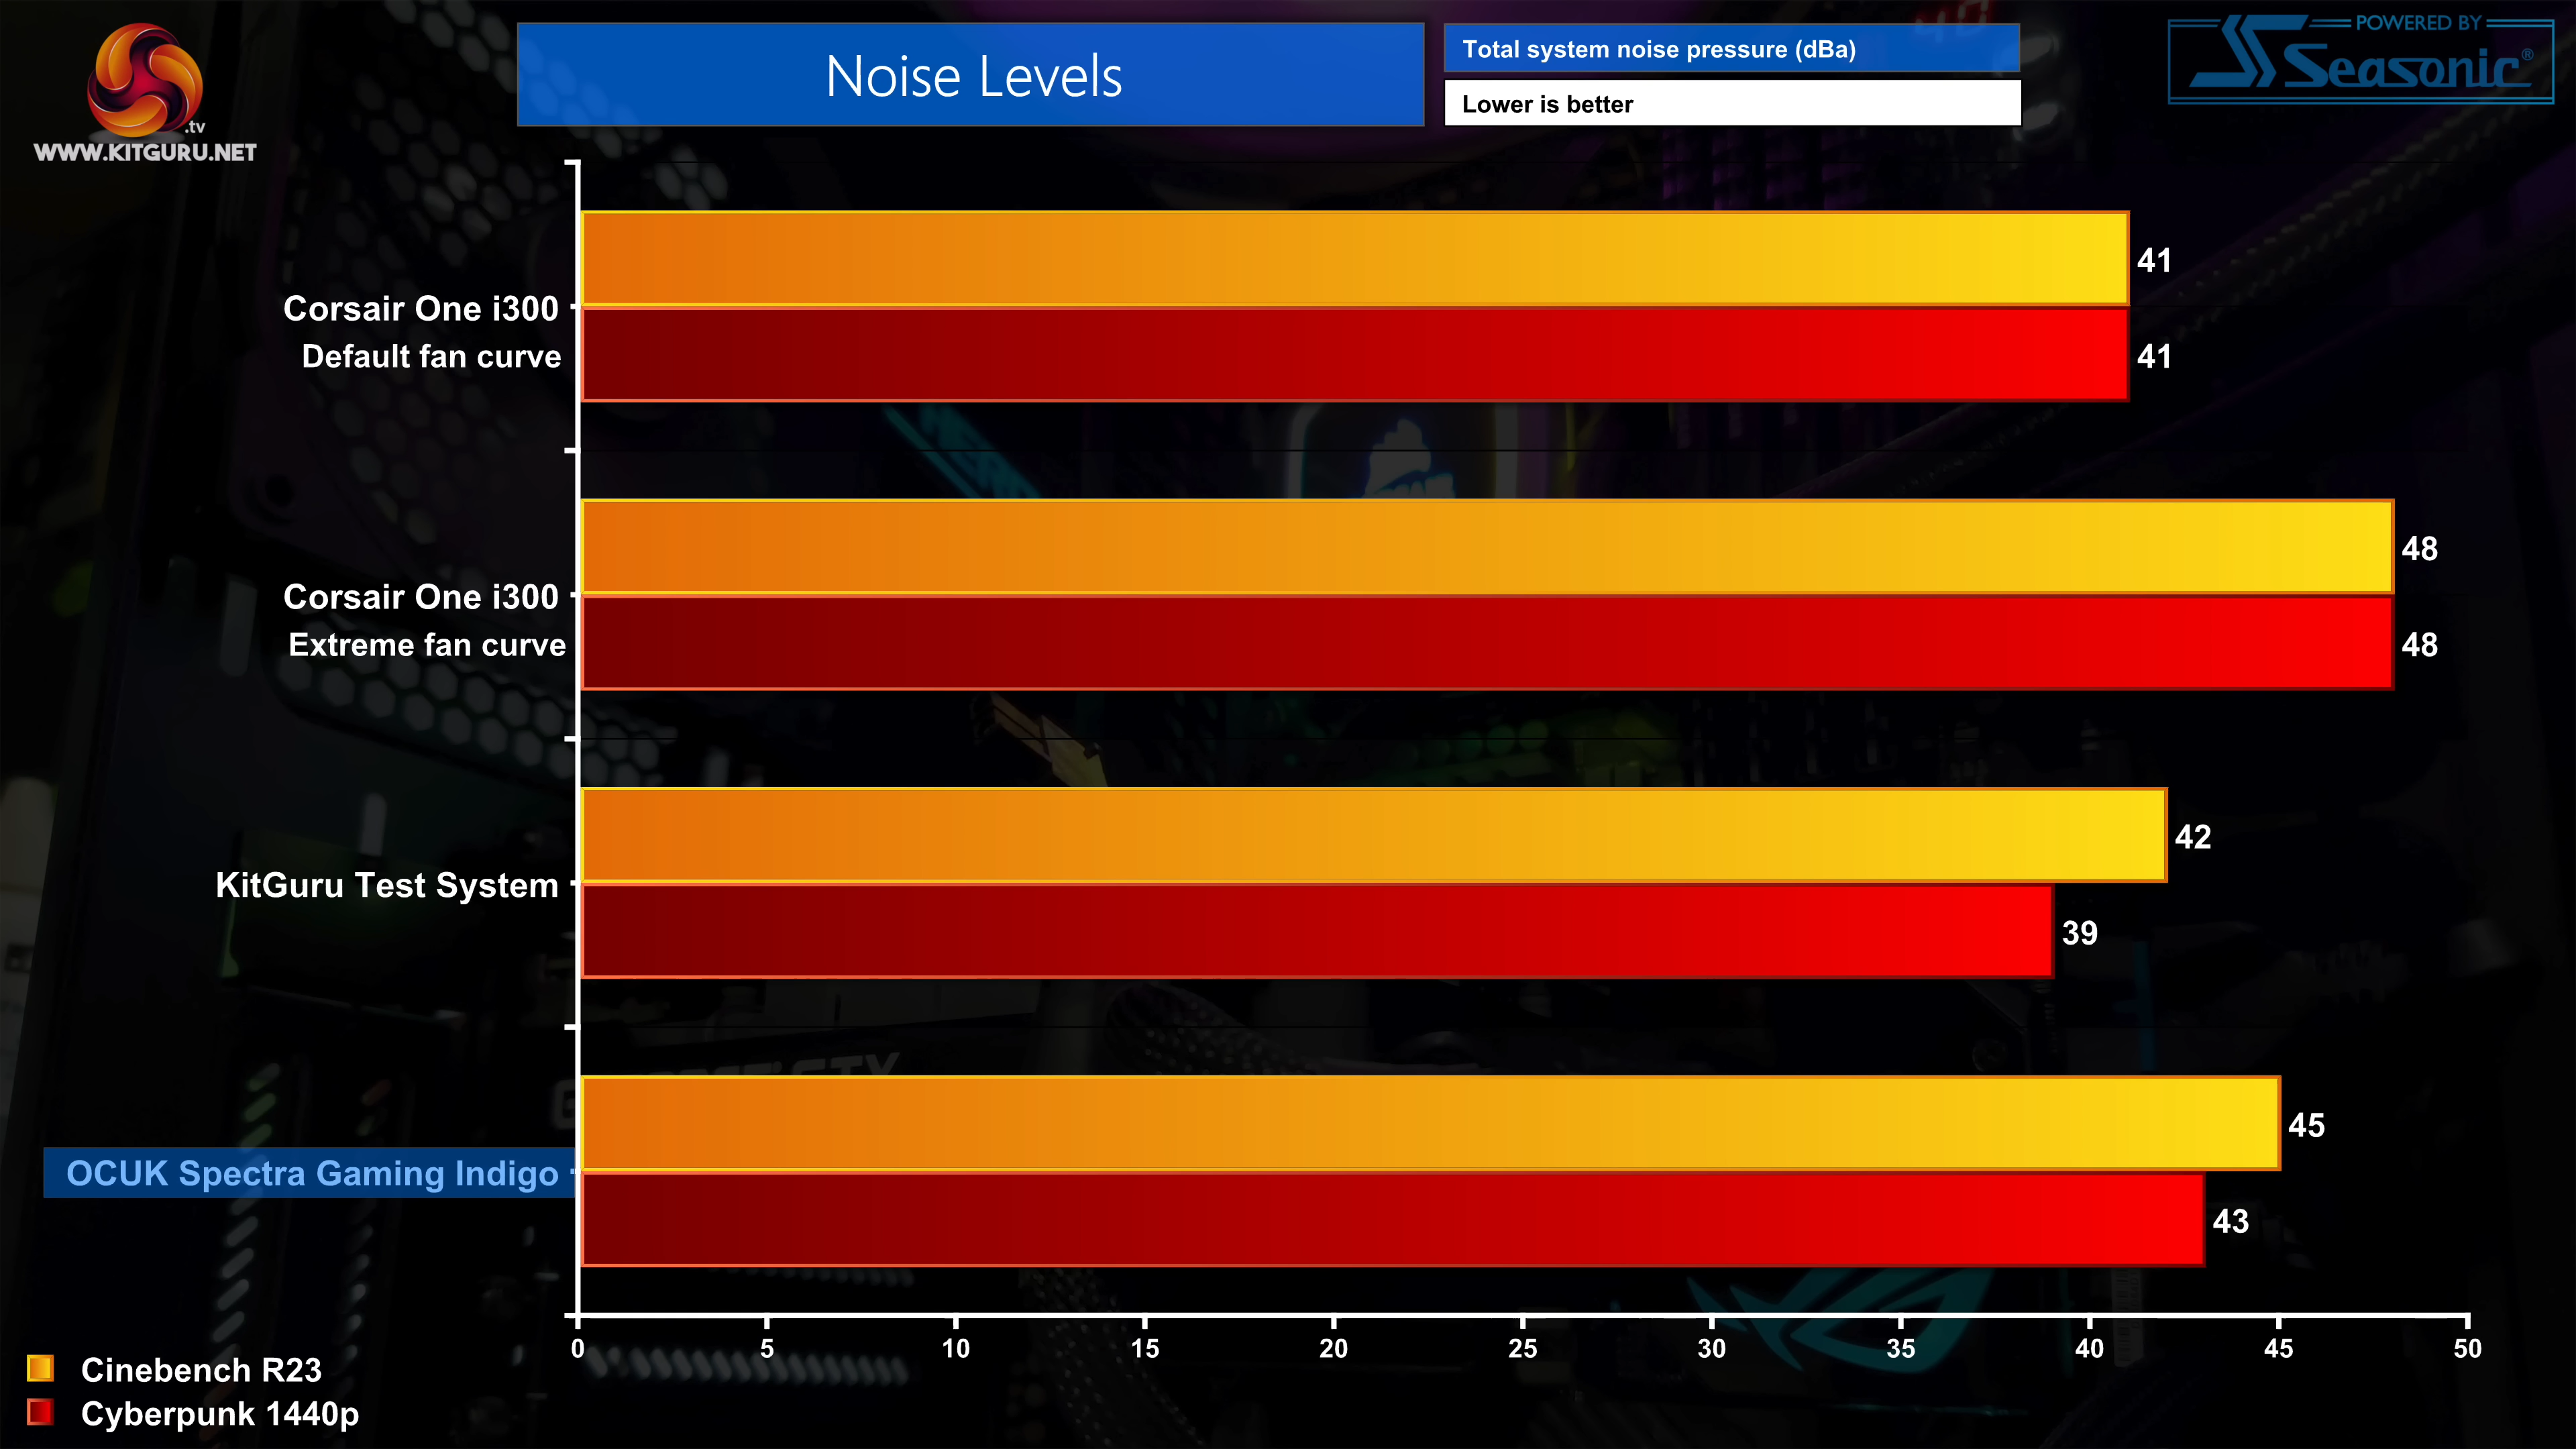 .tv
WWW.KITGURU.NET
Noise Levels
Total system noise pressure (dBa)
Lower is better
POWERED BY
Seasonic®
Corsair One i300
Default fan curve
41
41
Corsair One i300
Extreme fan curve
48
48
KitGuru Test System
42
39
OCUK Spectra Gaming Indigo
45
43
0 5 10 15 20 25 30 35 40 45 50
Cinebench R23
Cyberpunk 1440p